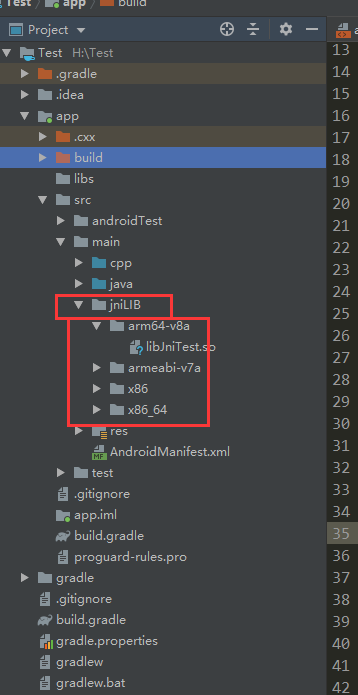 Test app build
Project
Test H:\Test
.gradle
.idea
app
.cxx
build
libs
src
androidTest
main
cpp
java
jniLIB
arm64-v8a
libJniTest.so
armeabi-v7a
x86
x86_64
res
AndroidManifest.xml
test
.gitignore
app.iml
build.gradle
proguard-rules.pro
gradle
.gitignore
build.gradle
gradle.properties
gradlew
gradlew.bat
13
14
15
16
17
18
19
20
21
22
23
24
25
26
27
28
29
30
31
32
33
34
35
36
37
38
39
40
41
42